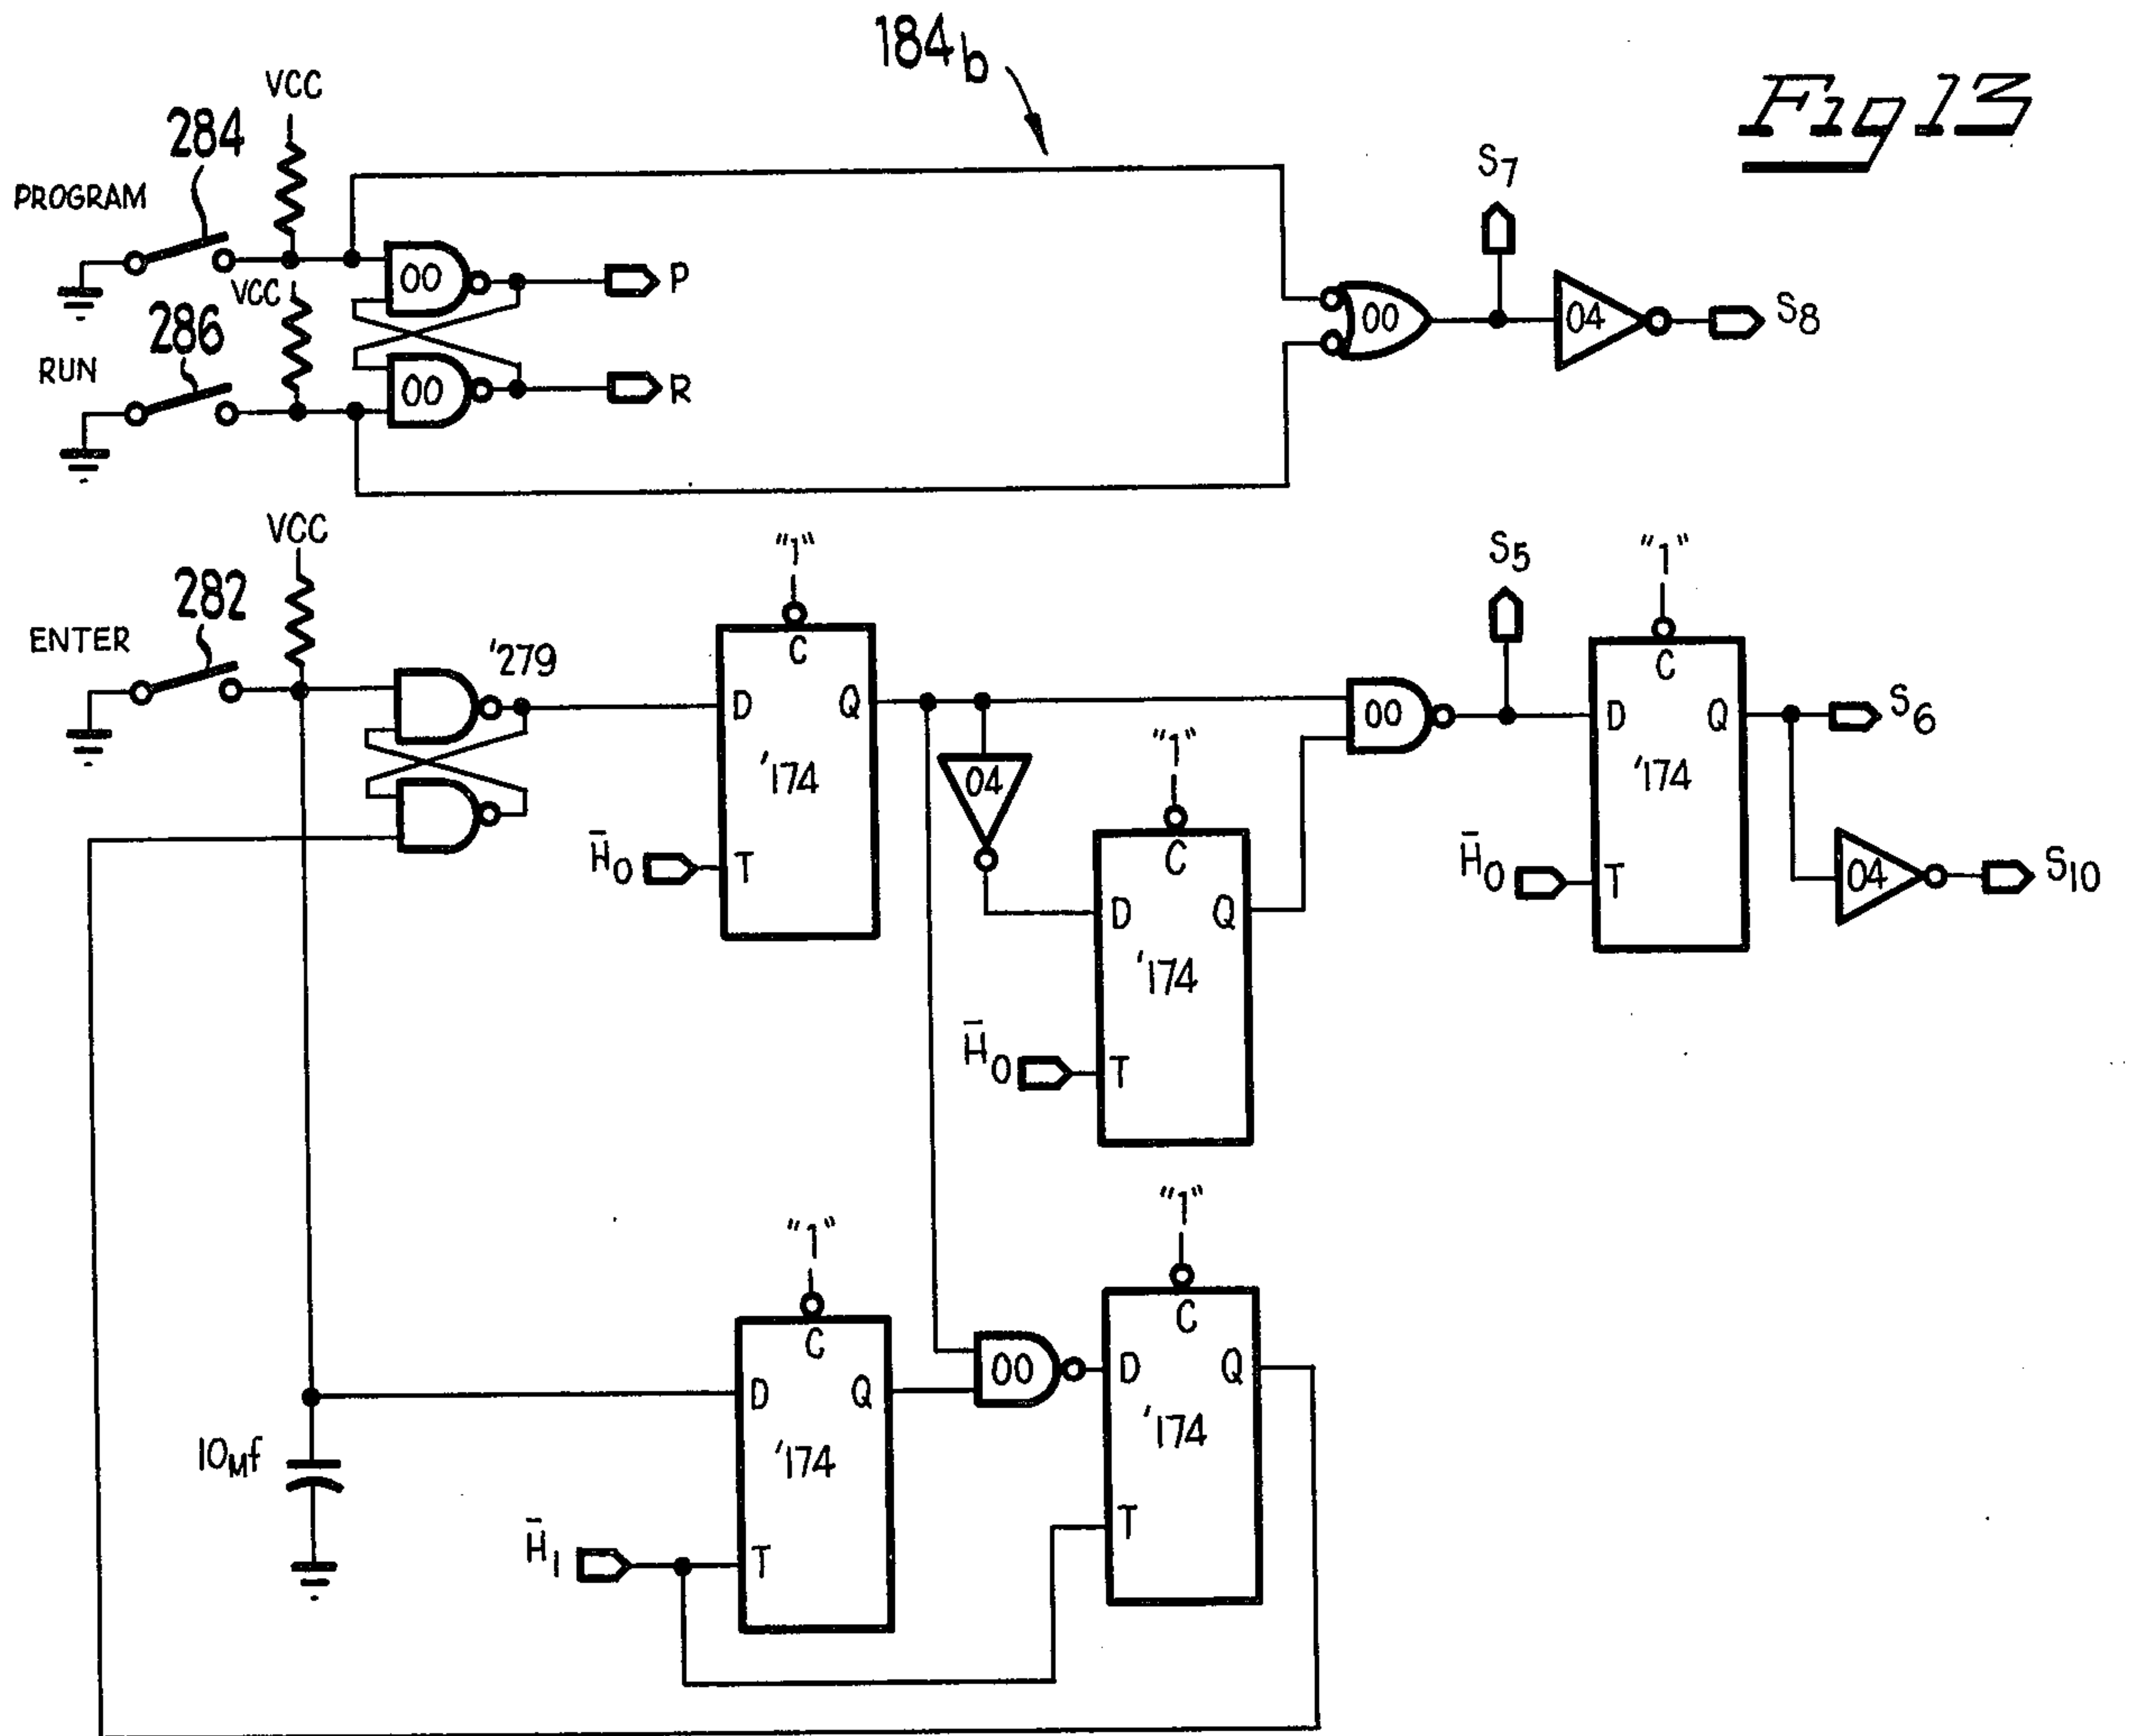 184b
Fig 13
VCC
284
PROGRAM
S7
00
P
00
04
S8
VCC
286
RUN
00
R
VCC
282
ENTER
'279
"1"
C
D
Q
'174
H̅0
T
04
"1"
C
D
Q
'174
H̅0
T
00
S5
"1"
C
D
Q
'174
H̅0
T
S6
04
S10
10Mf
"1"
C
D
Q
'174
H̅1
T
00
"1"
C
D
Q
'174
T